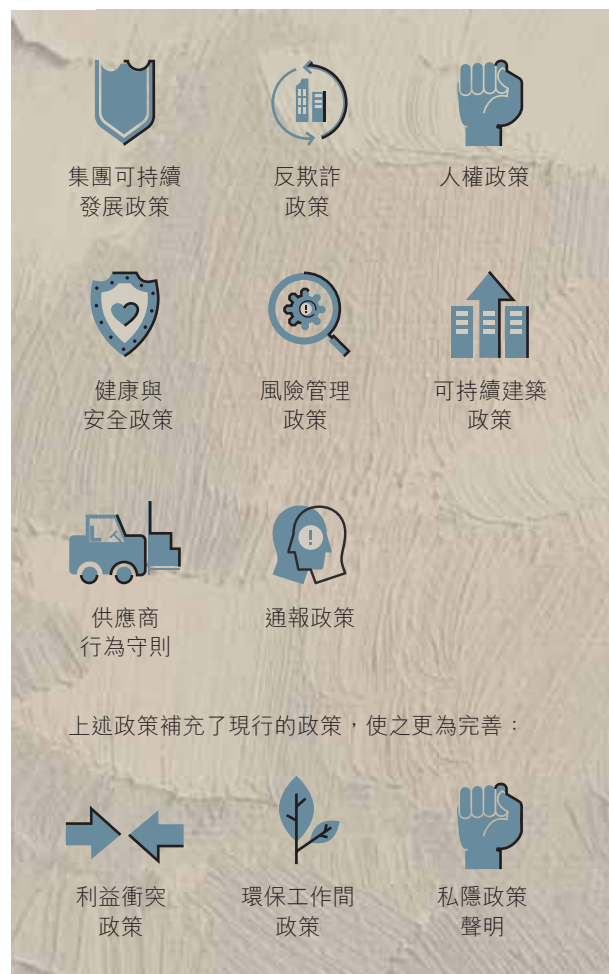 集團可持續
發展政策
反欺詐
政策
人權政策
健康與
安全政策
風險管理
政策
可持續建築
政策
供應商
行為守則
通報政策
上述政策補充了現行的政策，使之更為完善：
利益衝突
政策
環保工作間
政策
私隱政策
聲明